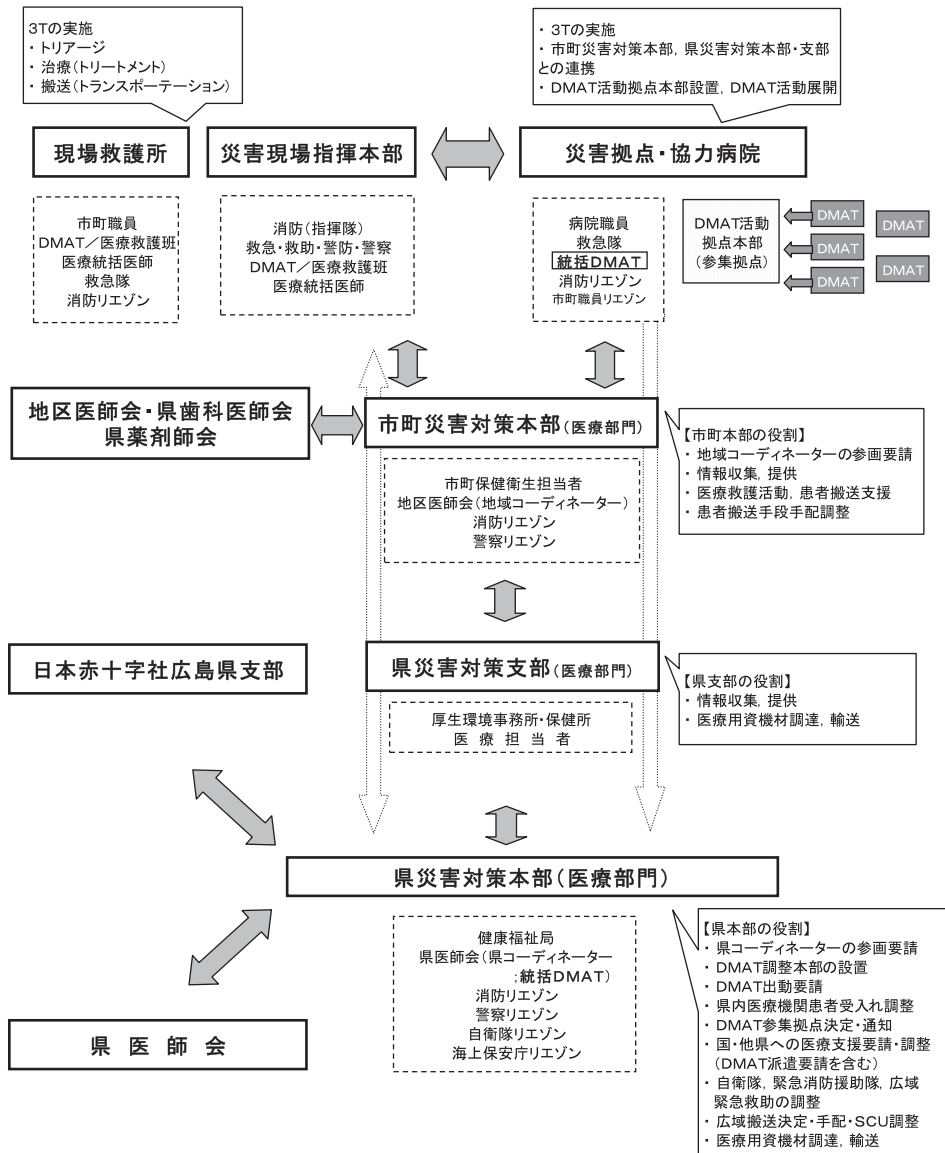 3Tの実施
・ トリアージ
・ 治療(トリートメント)
・ 搬送(トランスポーテーション)
・ 3Tの実施
・ 市町災害対策本部, 県災害対策本部・支部
との連携
・ DMAT活動拠点本部設置, DMAT活動展開
現場救護所
災害現場指揮本部
災害拠点・協力病院
市町職員
DMAT／医療救護班
医療統括医師
救急隊
消防リエゾン
消防(指揮隊)
救急・救助・警防・警察
DMAT／医療救護班
医療統括医師
病院職員
救急隊
統括DMAT
消防リエゾン
市町職員リエゾン
DMAT活動
拠点本部
(参集拠点)
DMAT
DMAT
DMAT
DMAT
DMAT
地区医師会・県歯科医師会
県薬剤師会
市町災害対策本部(医療部門)
【市町本部の役割】
・ 地域コーディネーターの参画要請
・ 情報収集, 提供
・ 医療救護活動, 患者搬送支援
・ 患者搬送手段手配調整
市町保健衛生担当者
地区医師会(地域コーディネーター)
消防リエゾン
警察リエゾン
日本赤十字社広島県支部
県災害対策支部(医療部門)
【県支部の役割】
・ 情報収集, 提供
・ 医療用資機材調達, 輸送
厚生環境事務所・保健所
医 療 担 当 者
県災害対策本部(医療部門)
健康福祉局
県医師会(県コーディネーター
;統括DMAT)
消防リエゾン
警察リエゾン
自衛隊リエゾン
海上保安庁リエゾン
【県本部の役割】
・ 県コーディネーターの参画要請
・ DMAT調整本部の設置
・ DMAT出動要請
・ 県内医療機関患者受入れ調整
・ DMAT参集拠点決定・通知
・ 国・他県への医療支援要請・調整
(DMAT派遣要請を含む)
・ 自衛隊, 緊急消防援助隊, 広域
緊急救助の調整
・ 広域搬送決定・手配・SCU調整
・ 医療用資機材調達, 輸送
県 医 師 会